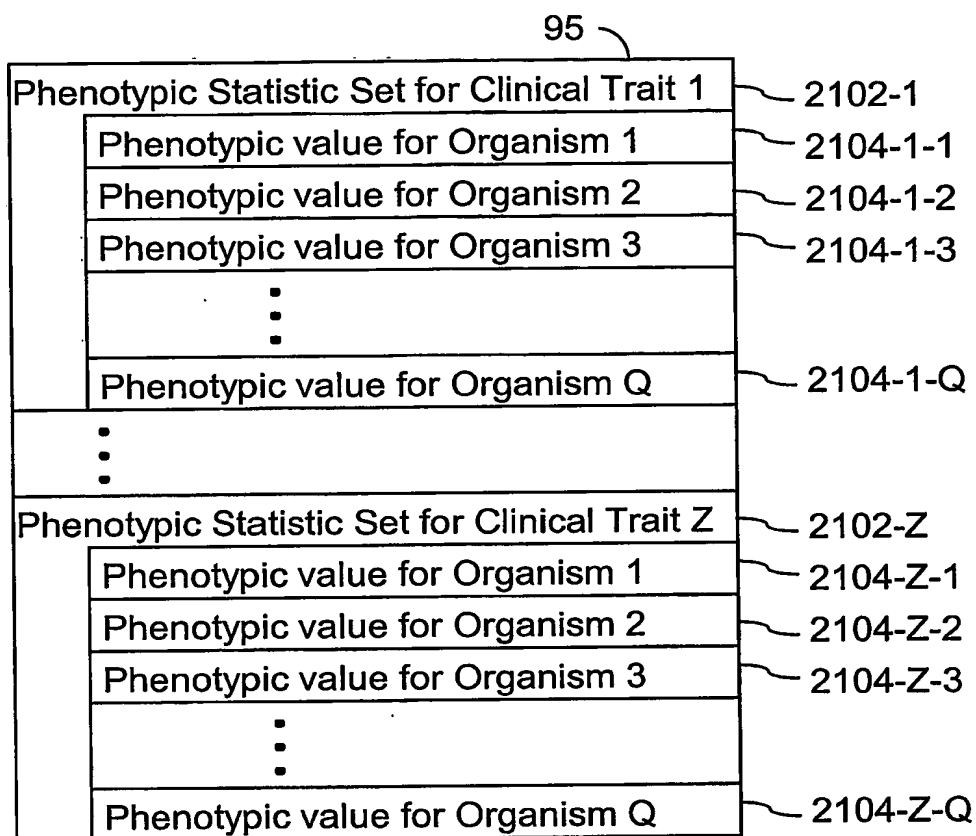 95
Phenotypic Statistic Set for Clinical Trait 1 2102-1
Phenotypic value for Organism 1 2104-1-1
Phenotypic value for Organism 2 2104-1-2
Phenotypic value for Organism 3 2104-1-3
Phenotypic value for Organism Q 2104-1-Q
Phenotypic Statistic Set for Clinical Trait Z 2102-Z
Phenotypic value for Organism 1 2104-Z-1
Phenotypic value for Organism 2 2104-Z-2
Phenotypic value for Organism 3 2104-Z-3
Phenotypic value for Organism Q 2104-Z-Q